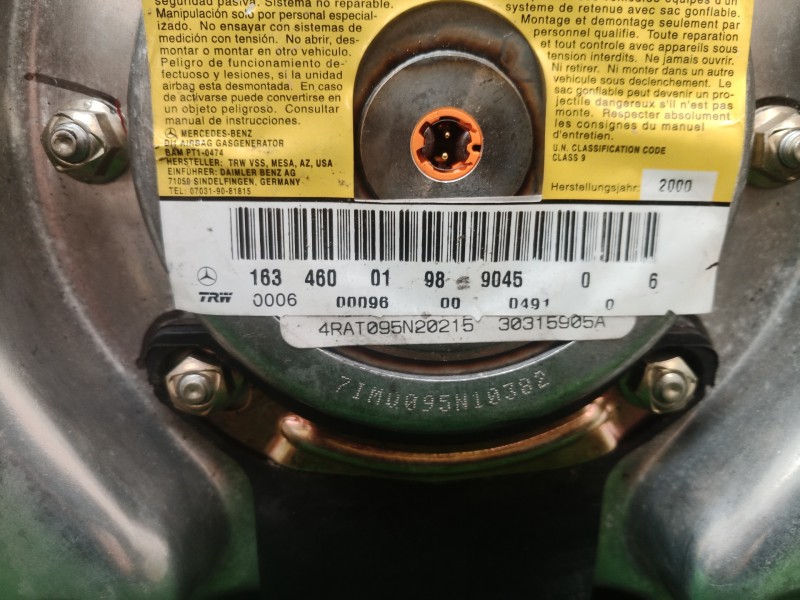 seguridad pasiva. Sistema no reparable.
Manipulación solo por personal especial-
izado. No ensayar con sistemas de
medición con tensión. No abrir, des-
montar o montar en otro vehículo.
Peligro de funcionamiento de-
fectuoso y lesiones, si la unidad
airbag esta desmontada. En caso
de activarse puede convertirse en
un objeto peligroso. Consultar
manual de instrucciones.
MERCEDES-BENZ
DI: AIRBAG GASGENERATOR
BAM PT1-0474
HERSTELLER: TRW VSS, MESA, AZ, USA
EINFÜHRER: DAIMLER BENZ AG
71059 SINDELFINGEN, GERMANY
TEL: 07031-90-81815
système de retenue avec sac gonflable.
Montage et demontage seulement par
personnel qualifie. Toute reparation
et tout controle avec appareils sous
tension interdits. Ne jamais ouvrir.
Ni retirer. Ni monter dans un autre
véhicule sous declenchement. Le
sac gonflable peut devenir un pro-
jectile dangereux s'il n'est pas
monte. Respecter absolument
les consignes du manuel
d'entretien.
U.N. CLASSIFICATION CODE
CLASS 9
Herstellungsjahr: 2000
163 460 01 98 9045 0 6
TRW 0006 00096 00 0491 0
4RAT095N20215 30315905A
7IMU095N10382